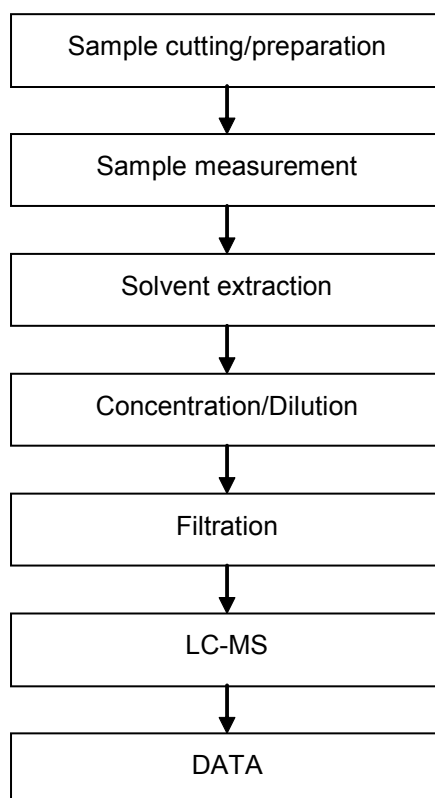 Sample cutting/preparation
Sample measurement
Solvent extraction
Concentration/Dilution
Filtration
LC-MS
DATA